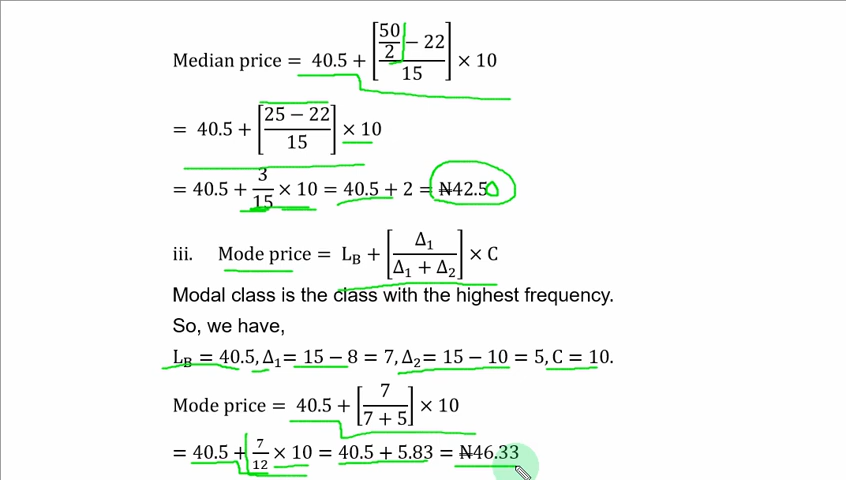 Median price = 40.5 + [(50/2 − 22)/15] × 10
= 40.5 + [(25 − 22)/15] × 10
= 40.5 + 3/15 × 10 = 40.5 + 2 = ₦42.50
iii. Mode price = L_B + [Δ₁/(Δ₁ + Δ₂)] × C
Modal class is the class with the highest frequency.
So, we have,
L_B = 40.5, Δ₁= 15 − 8 = 7, Δ₂= 15 − 10 = 5, C = 10.
Mode price = 40.5 + [7/(7 + 5)] × 10
= 40.5 + 7/12 × 10 = 40.5 + 5.83 = ₦46.33